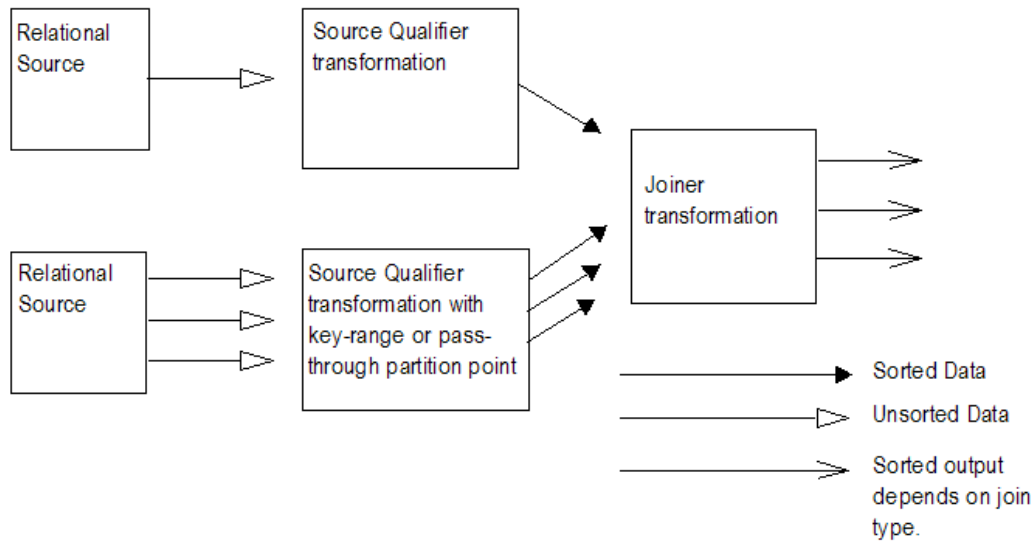 Relational
Source
Source Qualifier
transformation
Joiner
transformation
Relational
Source
Source Qualifier
transformation with
key-range or pass-
through partition point
Sorted Data
Unsorted Data
Sorted output
depends on join
type.